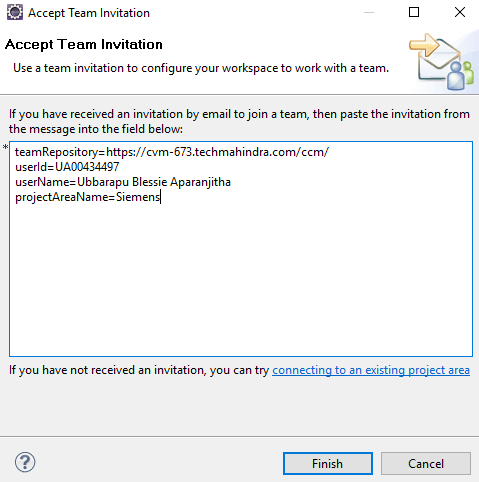 Accept Team Invitation
Accept Team Invitation
Use a team invitation to configure your workspace to work with a team.
If you have received an invitation by email to join a team, then paste the invitation from
the message into the field below:
*
teamRepository=https://cvm-673.techmahindra.com/ccm/
userId=UA00434497
userName=Ubbarapu Blessie Aparanjitha
projectAreaName=Siemens
If you have not received an invitation, you can try connecting to an existing project area
?
Finish
Cancel